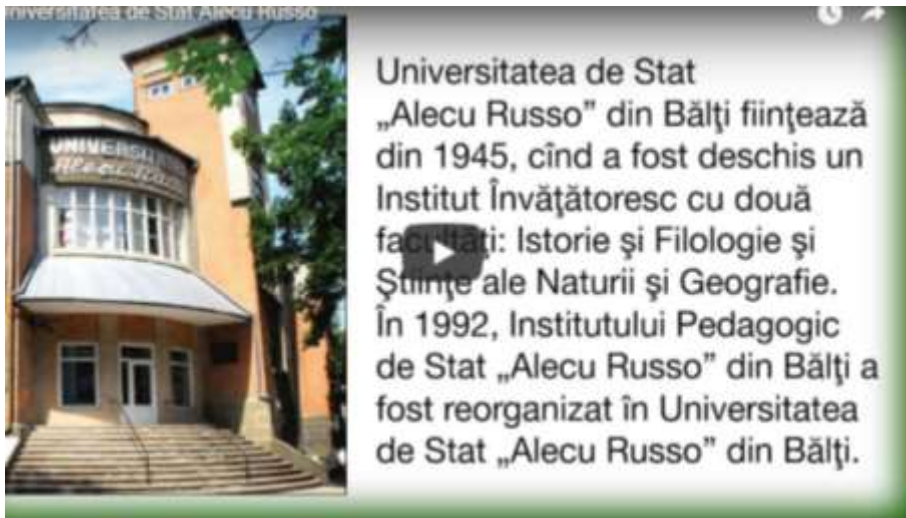 Universitatea de Stat Alecu Russo
UNIVERSI
Alecu Russo
Universitatea de Stat
„Alecu Russo” din Bălţi fiinţează
din 1945, cînd a fost deschis un
Institut Învăţătoresc cu două
facultăţi: Istorie şi Filologie şi
Ştiinţe ale Naturii şi Geografie.
În 1992, Institutului Pedagogic
de Stat „Alecu Russo” din Bălţi a
fost reorganizat în Universitatea
de Stat „Alecu Russo” din Bălţi.